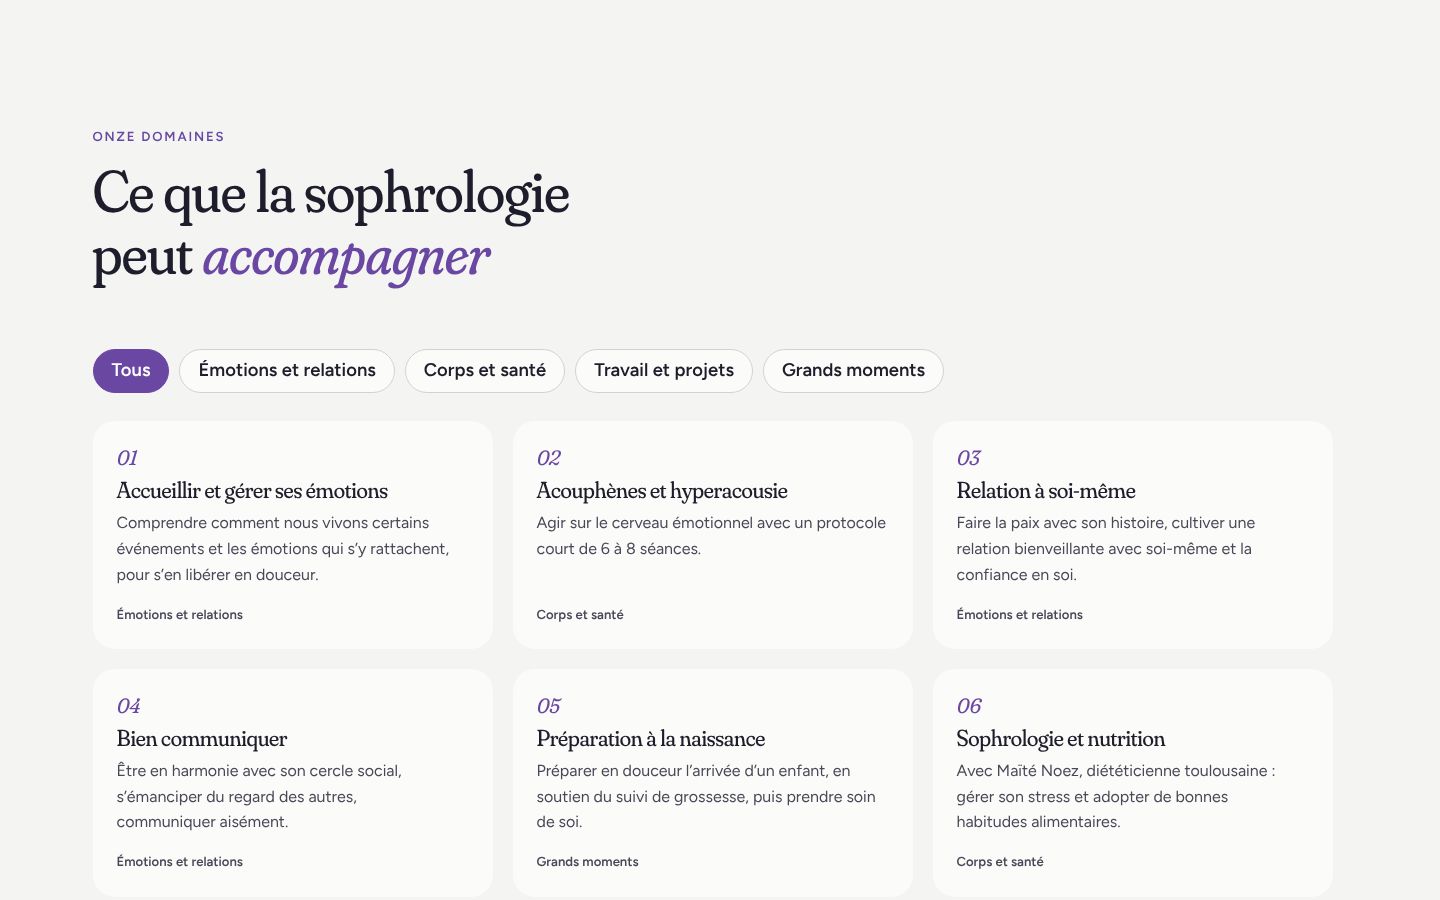 ONZE DOMAINES
Ce que la sophrologie
peut accompagner
Tous
Émotions et relations
Corps et santé
Travail et projets
Grands moments
01
Accueillir et gérer ses émotions
Comprendre comment nous vivons certains
événements et les émotions qui s’y rattachent,
pour s’en libérer en douceur.
Émotions et relations
02
Acouphènes et hyperacousie
Agir sur le cerveau émotionnel avec un protocole
court de 6 à 8 séances.
Corps et santé
03
Relation à soi-même
Faire la paix avec son histoire, cultiver une
relation bienveillante avec soi-même et la
confiance en soi.
Émotions et relations
04
Bien communiquer
Être en harmonie avec son cercle social,
s’émanciper du regard des autres,
communiquer aisément.
Émotions et relations
05
Préparation à la naissance
Préparer en douceur l’arrivée d’un enfant, en
soutien du suivi de grossesse, puis prendre soin
de soi.
Grands moments
06
Sophrologie et nutrition
Avec Maïté Noez, diététicienne toulousaine :
gérer son stress et adopter de bonnes
habitudes alimentaires.
Corps et santé